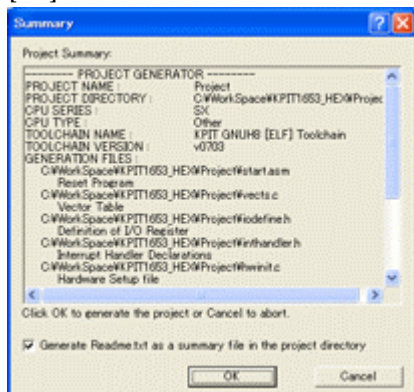 Summary
Project Summary:
-------- PROJECT GENERATOR --------
PROJECT NAME : Project
PROJECT DIRECTORY : C:¥WorkSpace¥KPIT1653_HEX¥Projec
CPU SERIES : SX
CPU TYPE : Other
TOOLCHAIN NAME : KPIT GNUH8 [ELF] Toolchain
TOOLCHAIN VERSION : v0703
GENERATION FILES :
C:¥WorkSpace¥KPIT1653_HEX¥Project¥start.asm
Reset Program
C:¥WorkSpace¥KPIT1653_HEX¥Project¥vects.c
Vector Table
C:¥WorkSpace¥KPIT1653_HEX¥Project¥iodefine.h
Definition of I/O Register
C:¥WorkSpace¥KPIT1653_HEX¥Project¥inthandler.h
Interrupt Handler Declarations
C:¥WorkSpace¥KPIT1653_HEX¥Project¥hwinit.c
Hardware Setup file
Click OK to generate the project or Cancel to abort.
Generate Readme.txt as a summary file in the project directory
OK Cancel